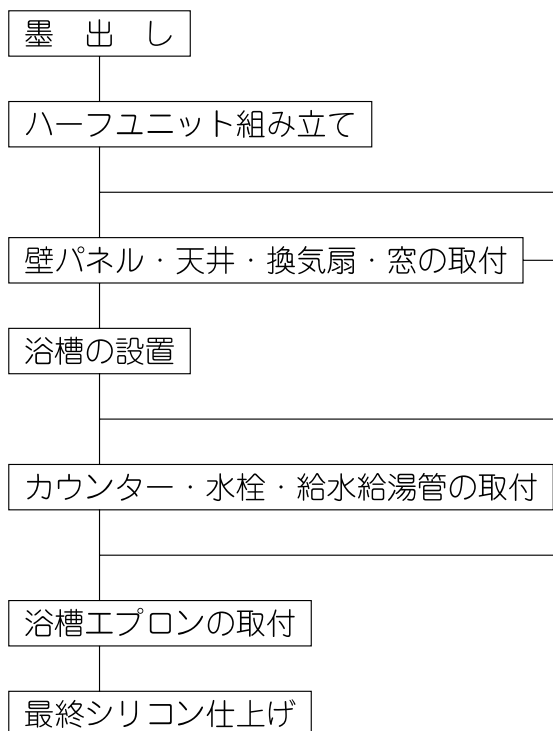 墨　出　し
ハーフユニット組み立て
壁パネル・天井・換気扇・窓の取付
浴槽の設置
カウンター・水栓・給水給湯管の取付
浴槽エプロンの取付
最終シリコン仕上げ